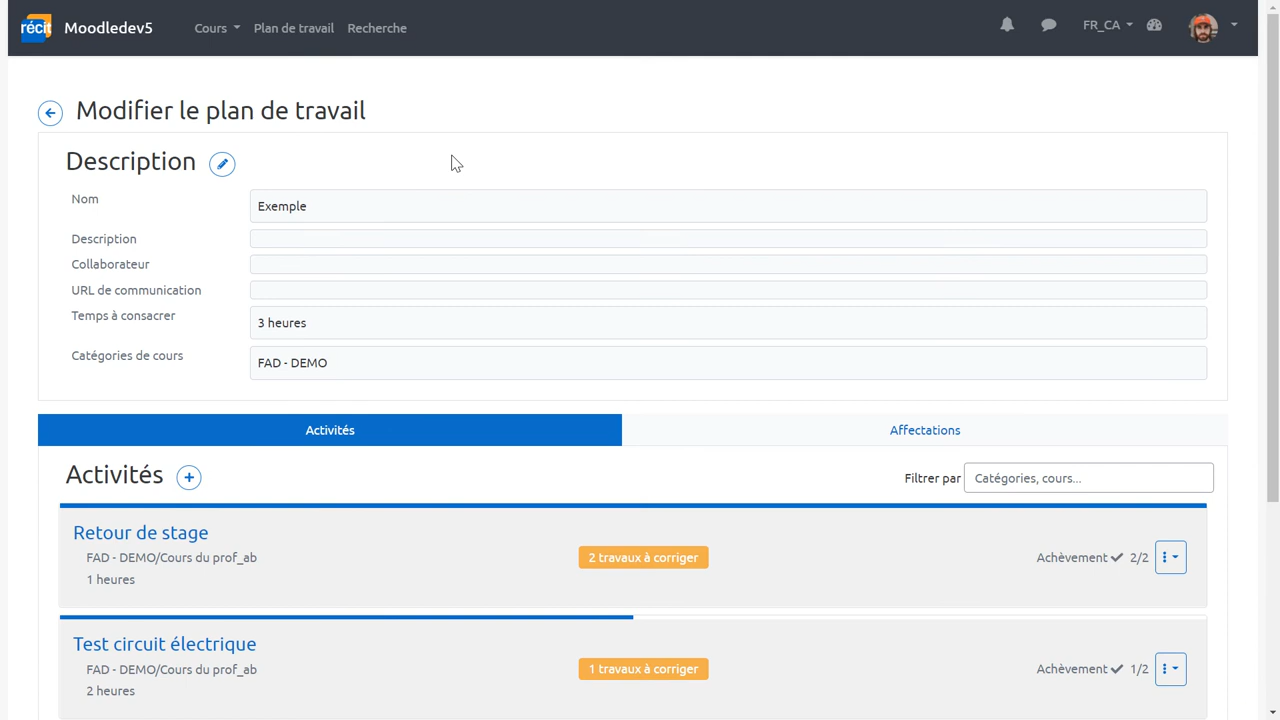 récit Moodledev5 Cours Plan de travail Recherche FR_CA
Modifier le plan de travail
Description
Nom Exemple
Description
Collaborateur
URL de communication
Temps à consacrer 3 heures
Catégories de cours FAD - DEMO
Activités Affectations
Activités Filtrer par Catégories, cours...
Retour de stage
FAD - DEMO/Cours du prof_ab 2 travaux à corriger Achèvement 2/2
1 heures
Test circuit électrique
FAD - DEMO/Cours du prof_ab 1 travaux à corriger Achèvement 1/2
2 heures